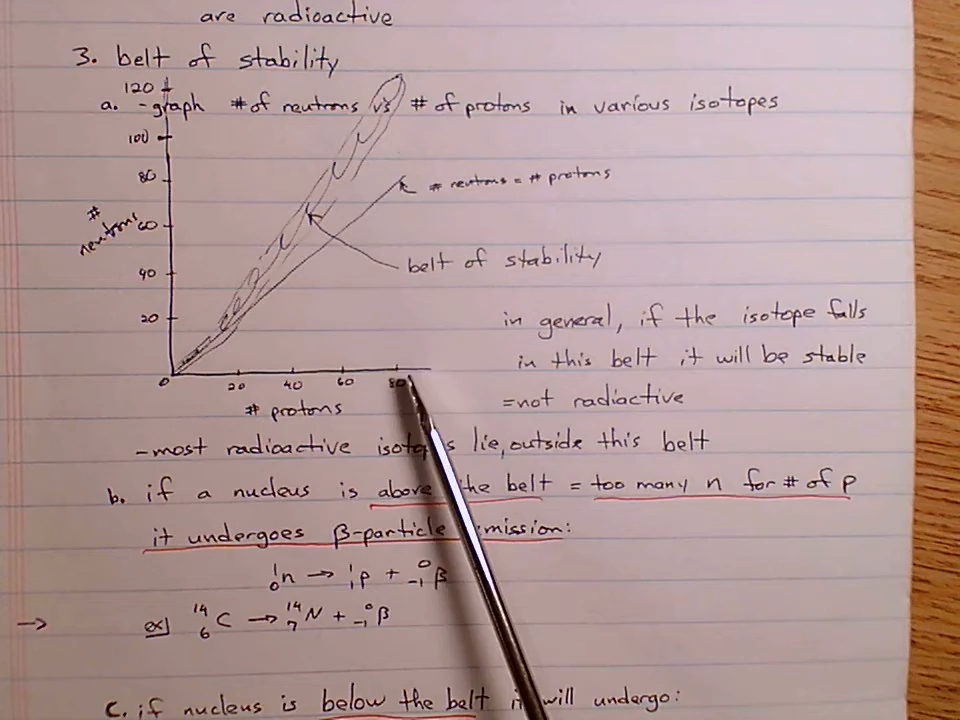 are radioactive
3. belt of stability
a. - graph # of neutrons vs # of protons in various isotopes
120
100
80
60
40
20
0
# neutrons
# neutrons = # protons
belt of stability
20 40 60 80
# protons
in general, if the isotope falls
in this belt it will be stable
=not radiactive
-most radioactive lie, outside this belt
b. if a nucleus is above the belt = too many n for # of p
it undergoes β-particle mission:
¹₀n → ¹₁p + ⁰₋₁β
→ ex] ¹⁴₆C → ¹⁴₇N + ⁰₋₁β
c. if nucleus is below the belt it will undergo: